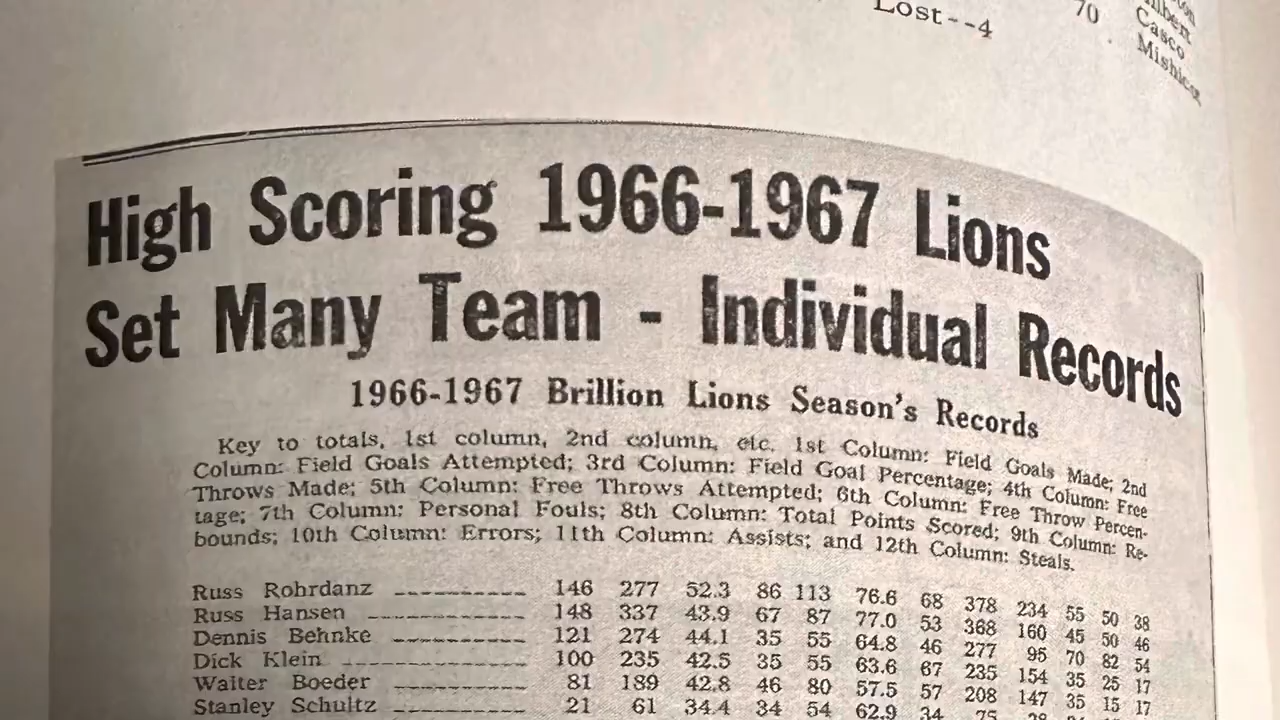 Lost--4
70
Casco
High Scoring 1966-1967 Lions
Set Many Team - Individual Records
1966-1967 Brillion Lions Season's Records
Key to totals, 1st column, 2nd column, etc. 1st Column: Field Goals Made; 2nd
Column: Field Goals Attempted; 3rd Column: Field Goal Percentage; 4th Column: Free
Throws Made; 5th Column: Free Throws Attempted; 6th Column: Free Throw Percen-
tage; 7th Column: Personal Fouls; 8th Column: Total Points Scored; 9th Column: Re-
bounds; 10th Column: Errors; 11th Column: Assists; and 12th Column: Steals.
Russ Rohrdanz ---------- 146 277 52.3 86 113 76.6 68 378 234 55 50 38
Russ Hansen ------------ 148 337 43.9 67 87 77.0 53 368 160 45 50 46
Dennis Behnke ---------- 121 274 44.1 35 55 64.8 46 277 95 70 82 54
Dick Klein -------------- 100 235 42.5 35 55 63.6 67 235 154 35 25 17
Walter Boeder ---------- 81 189 42.8 46 80 57.5 57 208 147 35 15 17
Stanley Schultz ---------- 21 61 34.4 34 54 62.9 34 75